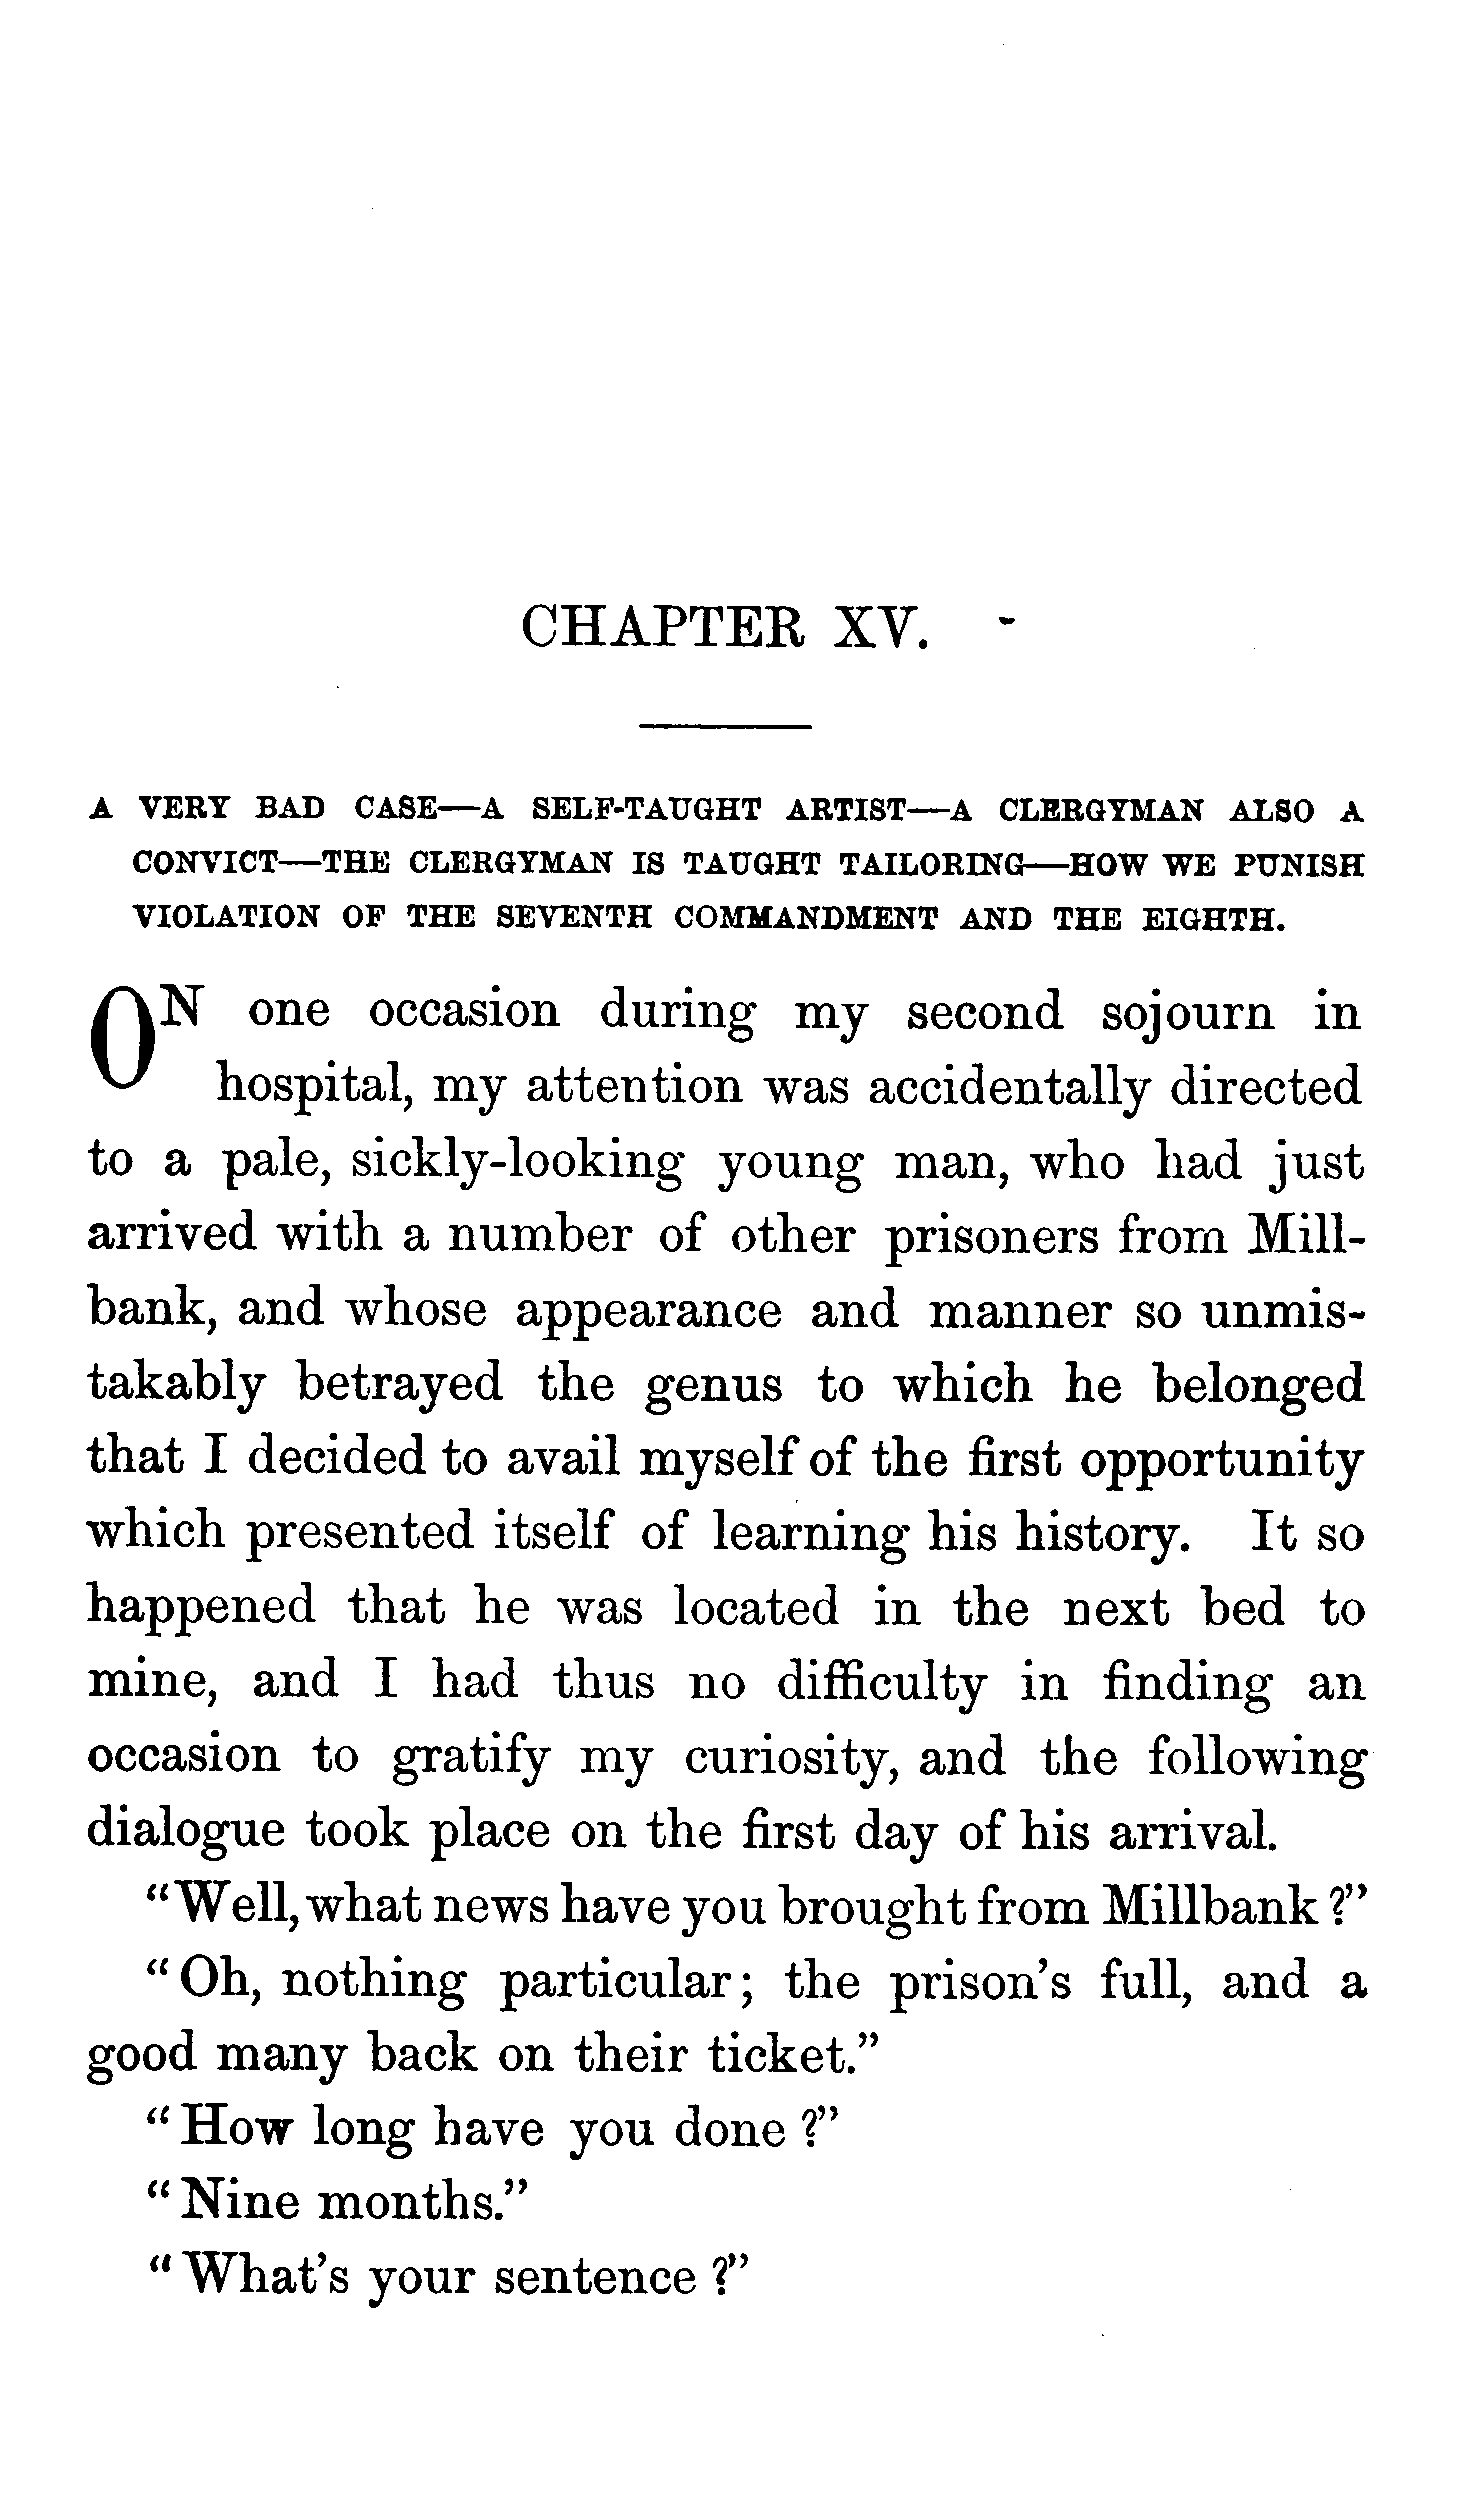 CHAPTER XV.
A VERY BAD CASE—A SELF-TAUGHT ARTIST—A CLERGYMAN ALSO A
CONVICT—THE CLERGYMAN IS TAUGHT TAILORING—HOW WE PUNISH
VIOLATION OF THE SEVENTH COMMANDMENT AND THE EIGHTH.
ON one occasion during my second sojourn in
hospital, my attention was accidentally directed
to a pale, sickly-looking young man, who had just
arrived with a number of other prisoners from Mill-
bank, and whose appearance and manner so unmis-
takably betrayed the genus to which he belonged
that I decided to avail myself of the first opportunity
which presented itself of learning his history. It so
happened that he was located in the next bed to
mine, and I had thus no difficulty in finding an
occasion to gratify my curiosity, and the following
dialogue took place on the first day of his arrival.
“Well, what news have you brought from Millbank?”
“Oh, nothing particular; the prison’s full, and a
good many back on their ticket.”
“How long have you done?”
“Nine months.”
“What’s your sentence?”